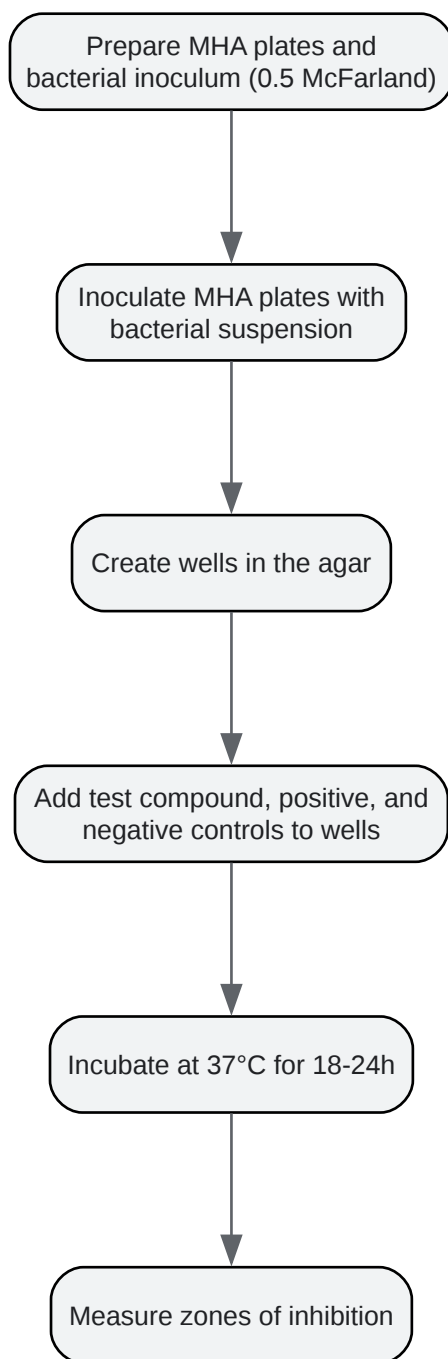 Prepare MHA plates and
bacterial inoculum (0.5 McFarland)
Inoculate MHA plates with
bacterial suspension
Create wells in the agar
Add test compound, positive, and
negative controls to wells
Incubate at 37°C for 18-24h
Measure zones of inhibition